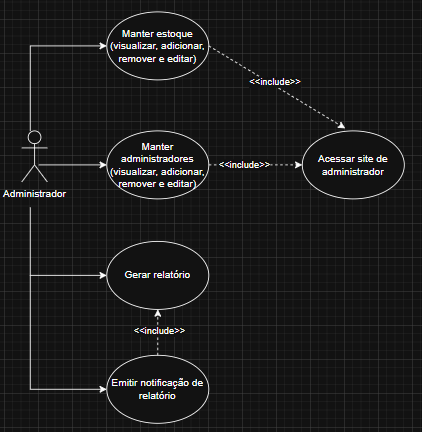 Manter estoque
(visualizar, adicionar,
remover e editar)
<<include>>
Manter
administradores
(visualizar, adicionar,
remover e editar)
<<include>>
Acessar site de
administrador
Administrador
Gerar relatório
<<include>>
Emitir notificação de
relatório